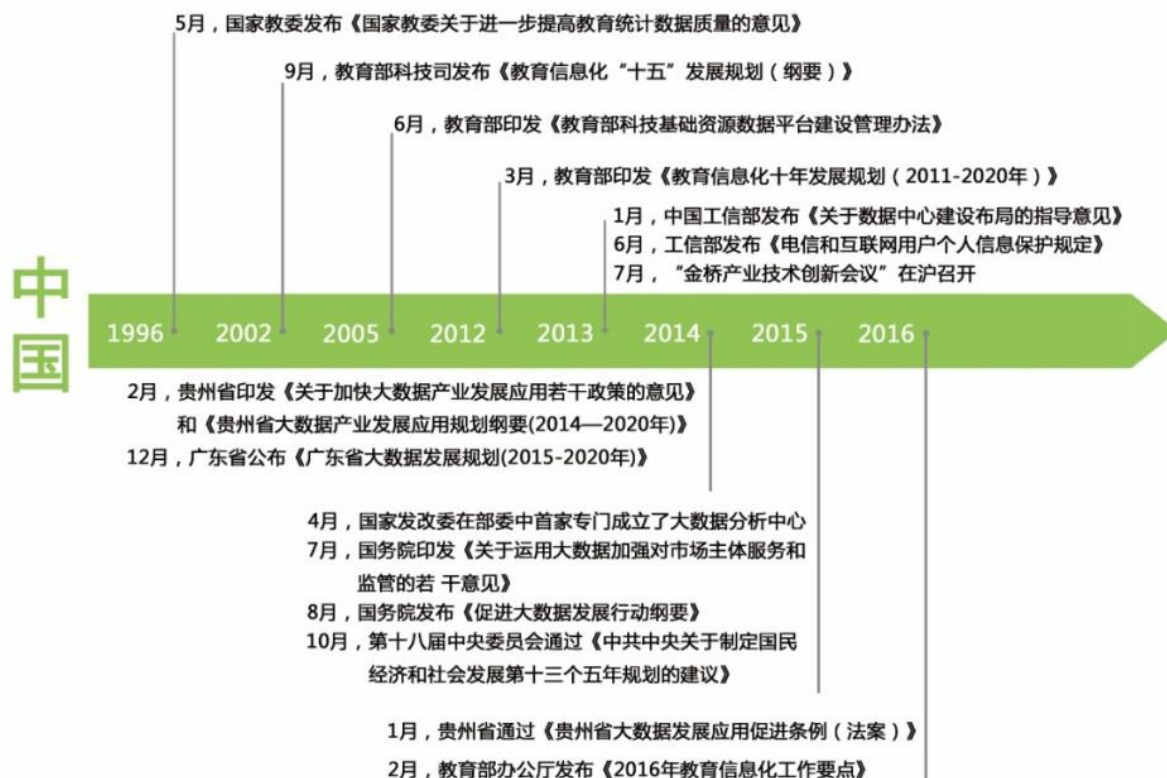 5月，国家教委发布《国家教委关于进一步提高教育统计数据质量的意见》
9月，教育部科技司发布《教育信息化“十五”发展规划（纲要）》
6月，教育部印发《教育部科技基础资源数据平台建设管理办法》
3月，教育部印发《教育信息化十年发展规划（2011-2020年）》
1月，中国工信部发布《关于数据中心建设布局的指导意见》
6月，工信部发布《电信和互联网用户个人信息保护规定》
7月，“金桥产业技术创新会议”在沪召开
中国
1996 2002 2005 2012 2013 2014 2015 2016
2月，贵州省印发《关于加快大数据产业发展应用若干政策的意见》
和《贵州省大数据产业发展应用规划纲要(2014—2020年)》
12月，广东省公布《广东省大数据发展规划(2015-2020年)》
4月，国家发改委在部委中首家专门成立了大数据分析中心
7月，国务院印发《关于运用大数据加强对市场主体服务和
监管的若 干意见》
8月，国务院发布《促进大数据发展行动纲要》
10月，第十八届中央委员会通过《中共中央关于制定国民
经济和社会发展第十三个五年规划的建议》
1月，贵州省通过《贵州省大数据发展应用促进条例（法案）》
2月，教育部办公厅发布《2016年教育信息化工作要点》